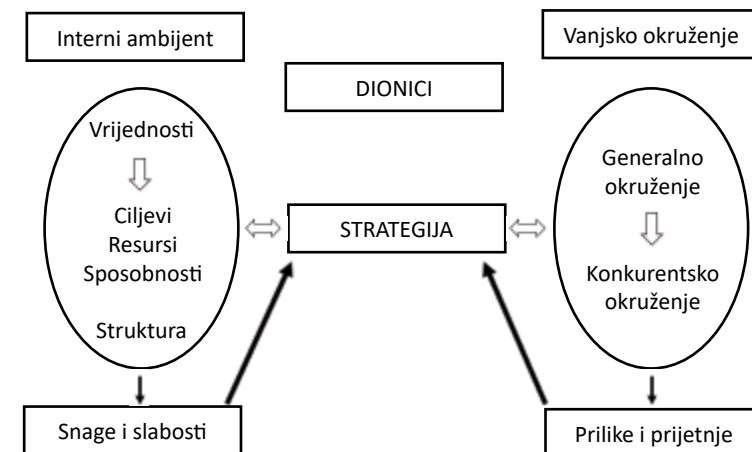 Interni ambijent
Vanjsko okruženje
DIONICI
Vrijednosti
Ciljevi
Resursi
Sposobnosti
Struktura
STRATEGIJA
Generalno
okruženje
Konkurentsko
okruženje
Snage i slabosti
Prilike i prijetnje